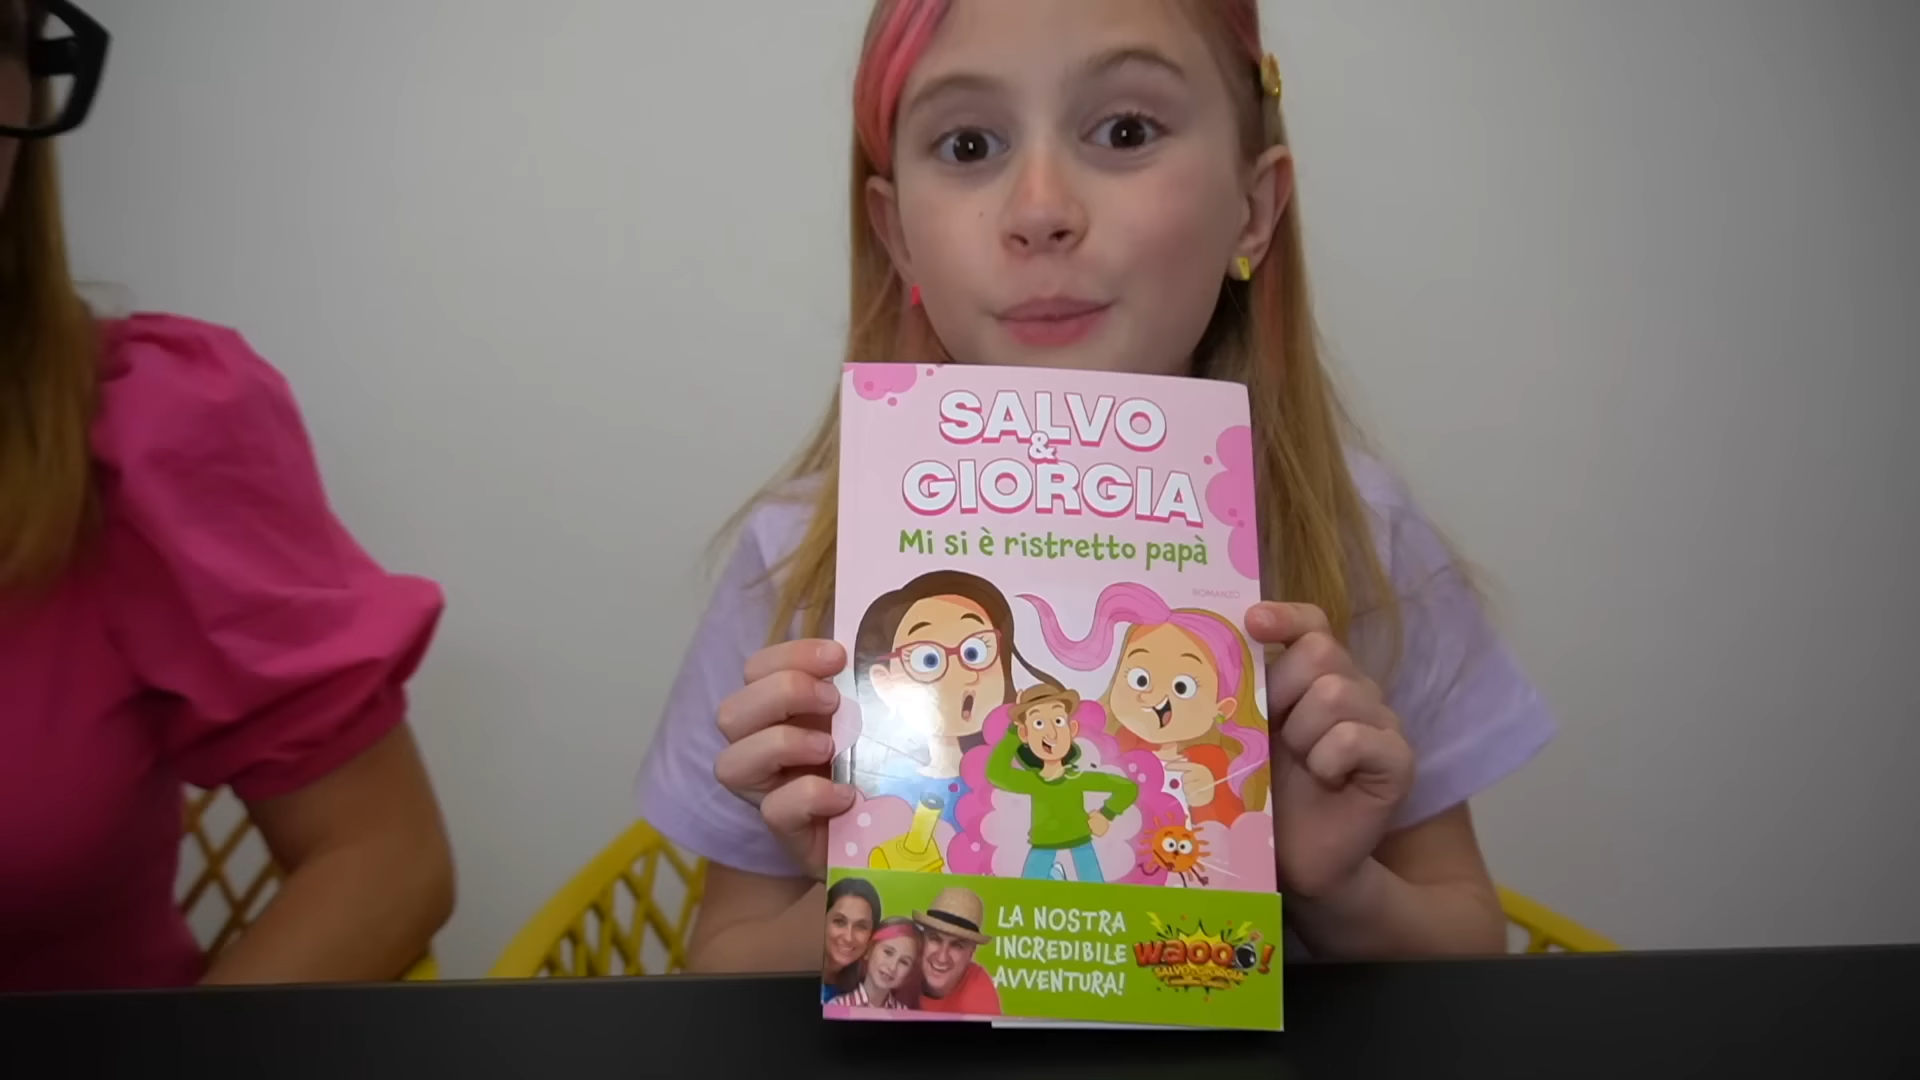 SALVO
&
GIORGIA
Mi si è ristretto papà
ROMANZO
LA NOSTRA
INCREDIBILE
AVVENTURA!
waooo!